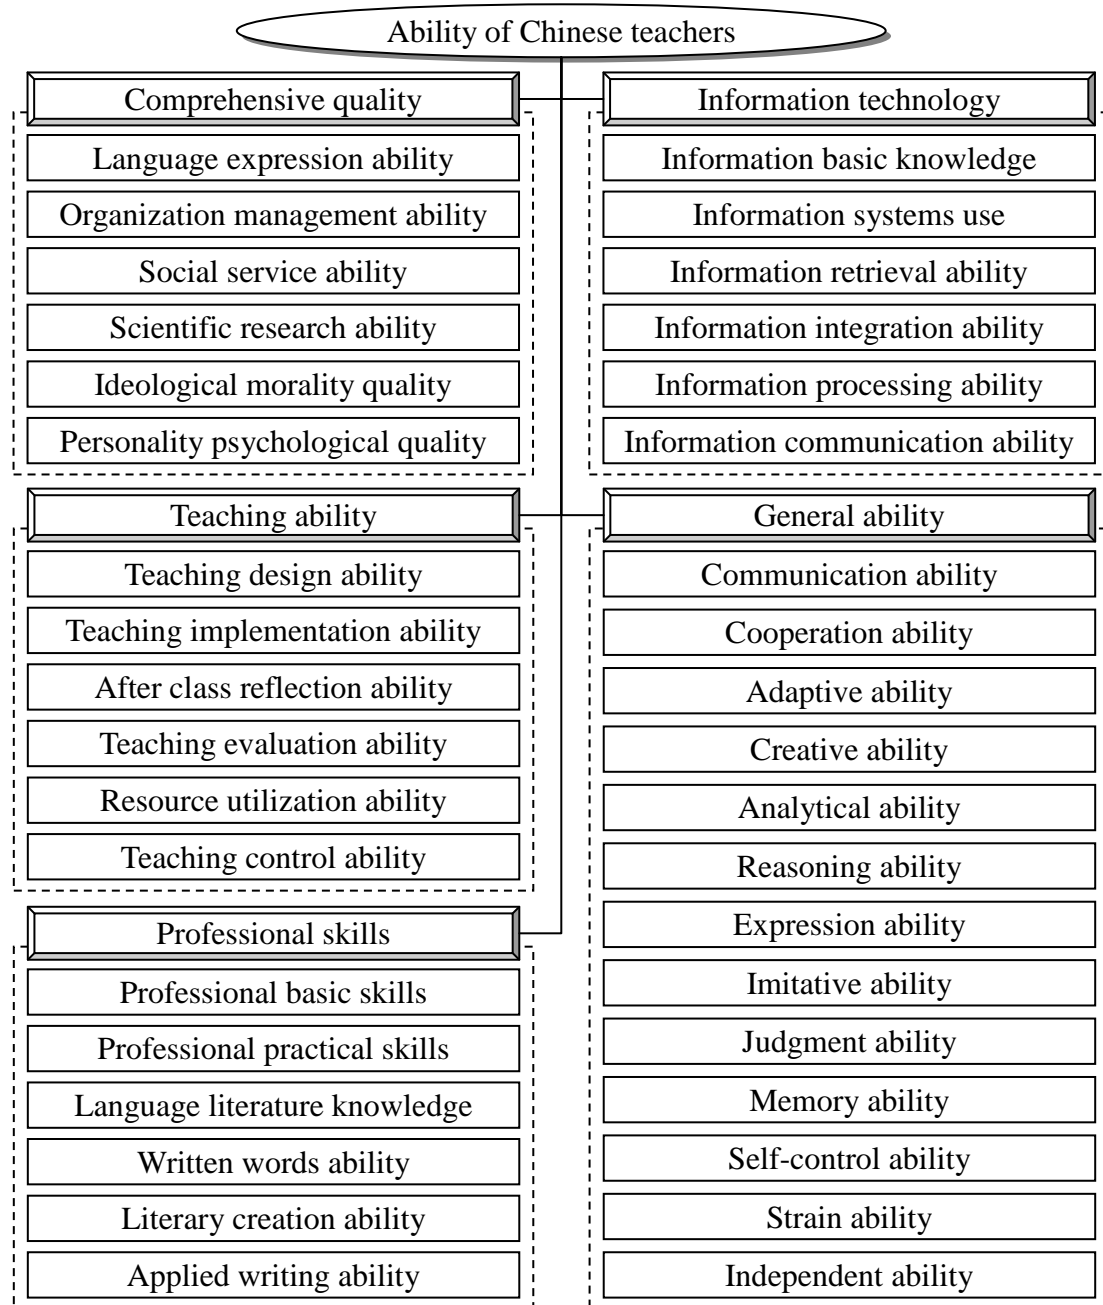 Ability of Chinese teachers
Comprehensive quality
Language expression ability
Organization management ability
Social service ability
Scientific research ability
Ideological morality quality
Personality psychological quality
Information technology
Information basic knowledge
Information systems use
Information retrieval ability
Information integration ability
Information processing ability
Information communication ability
Teaching ability
Teaching design ability
Teaching implementation ability
After class reflection ability
Teaching evaluation ability
Resource utilization ability
Teaching control ability
General ability
Communication ability
Cooperation ability
Adaptive ability
Creative ability
Analytical ability
Reasoning ability
Expression ability
Imitative ability
Judgment ability
Memory ability
Self-control ability
Strain ability
Independent ability
Professional skills
Professional basic skills
Professional practical skills
Language literature knowledge
Written words ability
Literary creation ability
Applied writing ability